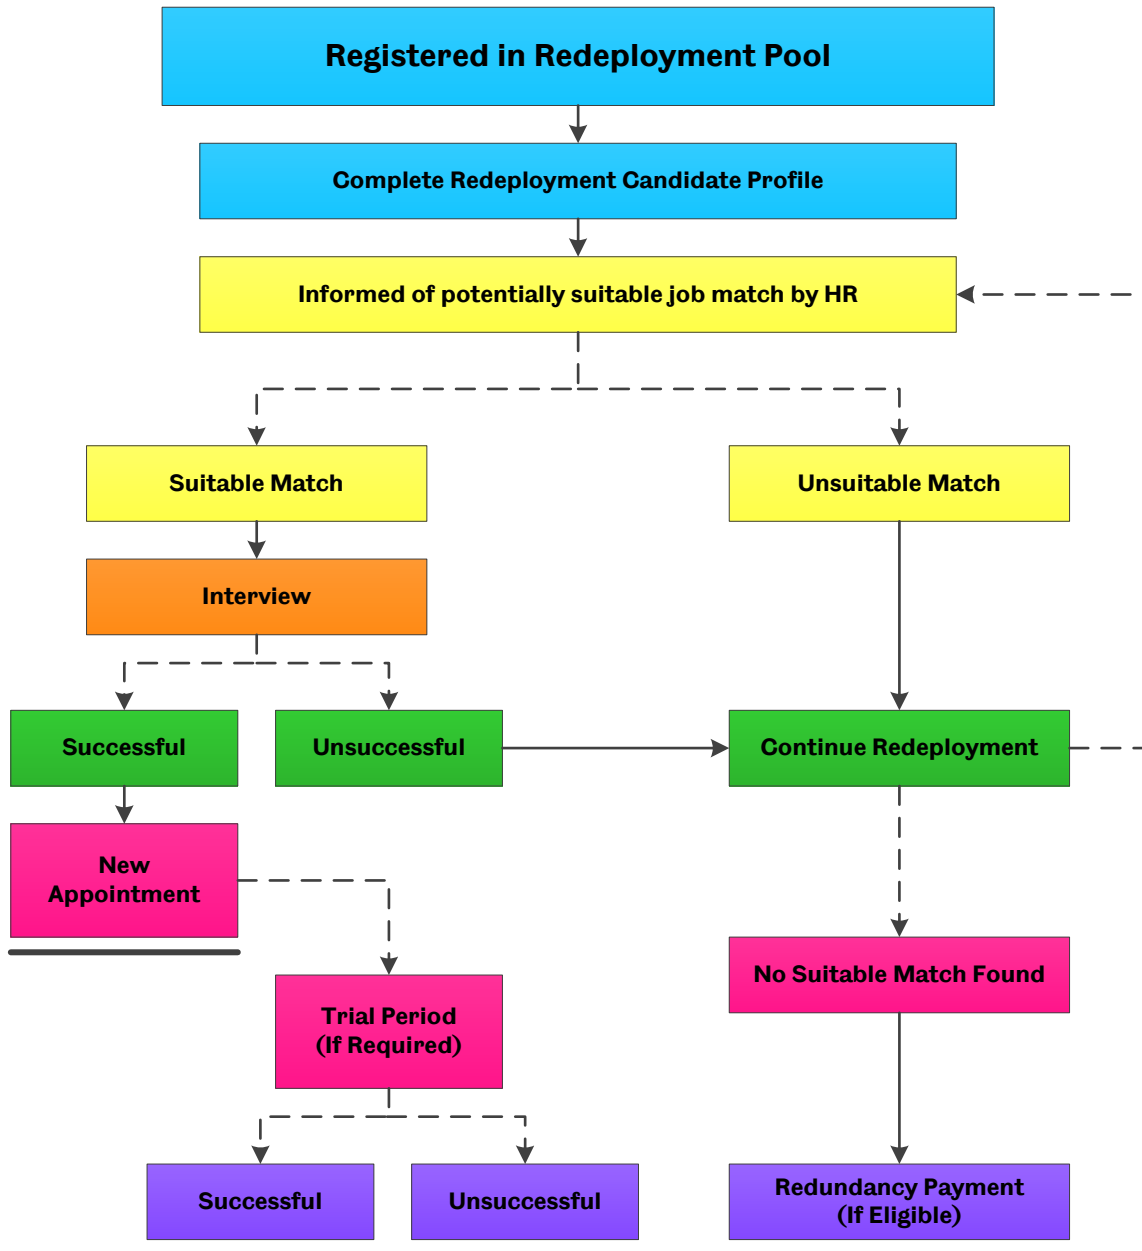 Registered in Redeployment Pool
Complete Redeployment Candidate Profile
Informed of potentially suitable job match by HR
Suitable Match
Unsuitable Match
Interview
Successful
Unsuccessful
Continue Redeployment
New
Appointment
No Suitable Match Found
Trial Period
(If Required)
Successful
Unsuccessful
Redundancy Payment
(If Eligible)